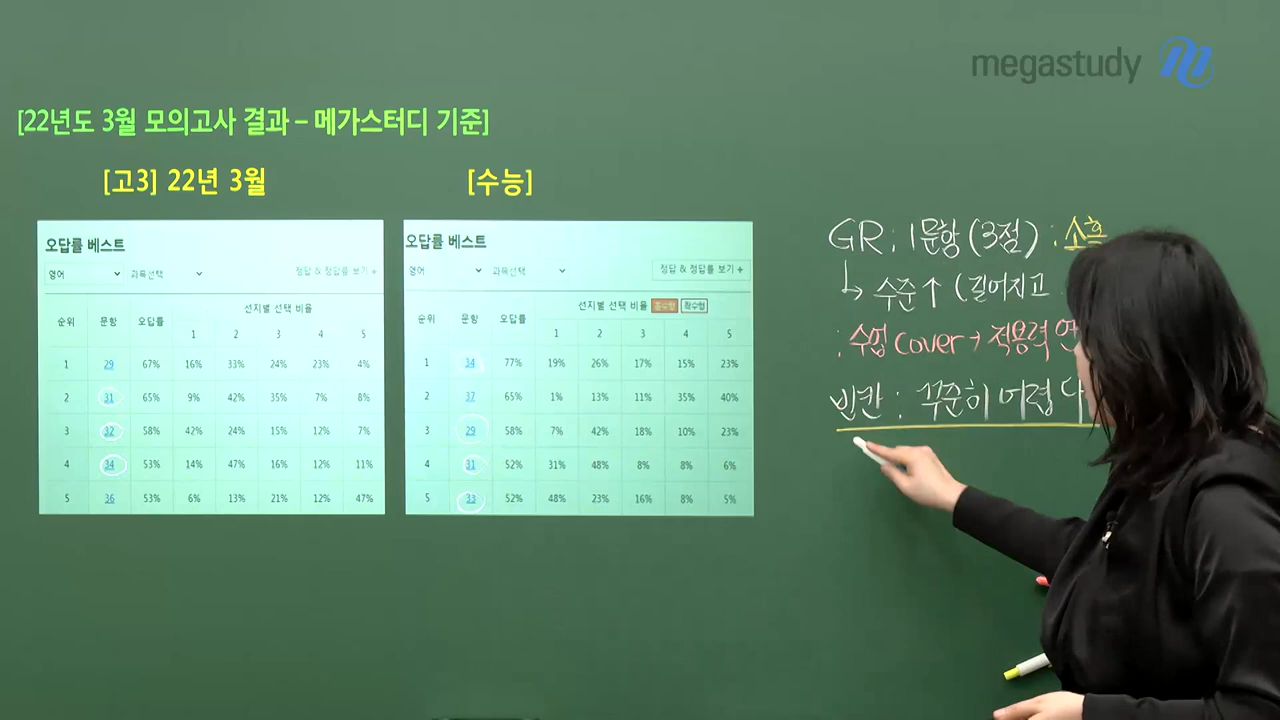 megastudy
[22년도 3월 모의고사 결과 – 메가스터디 기준]
[고3] 22년 3월
오답률 베스트
영어 과목선택 정답 & 정답률 보기 +
순위 문항 오답률 선지별 선택 비율
1 2 3 4 5
1 29 67% 16% 33% 24% 23% 4%
2 31 65% 9% 42% 35% 7% 8%
3 32 58% 42% 24% 15% 12% 7%
4 34 53% 14% 47% 16% 12% 11%
5 36 53% 6% 13% 21% 12% 47%
[수능]
오답률 베스트
영어 과목선택 정답 & 정답률 보기 +
순위 문항 오답률 선지별 선택 비율 홀수형 짝수형
1 2 3 4 5
1 34 77% 19% 26% 17% 15% 23%
2 37 65% 1% 13% 11% 35% 40%
3 29 58% 7% 42% 18% 10% 23%
4 31 52% 31% 48% 8% 8% 6%
5 33 52% 48% 23% 16% 8% 5%
GR : 1문항 (3점) :
↳ 수준↑ (길어지고
: 수업 cover → 적용력
빈칸 : 꾸준히 어렵다